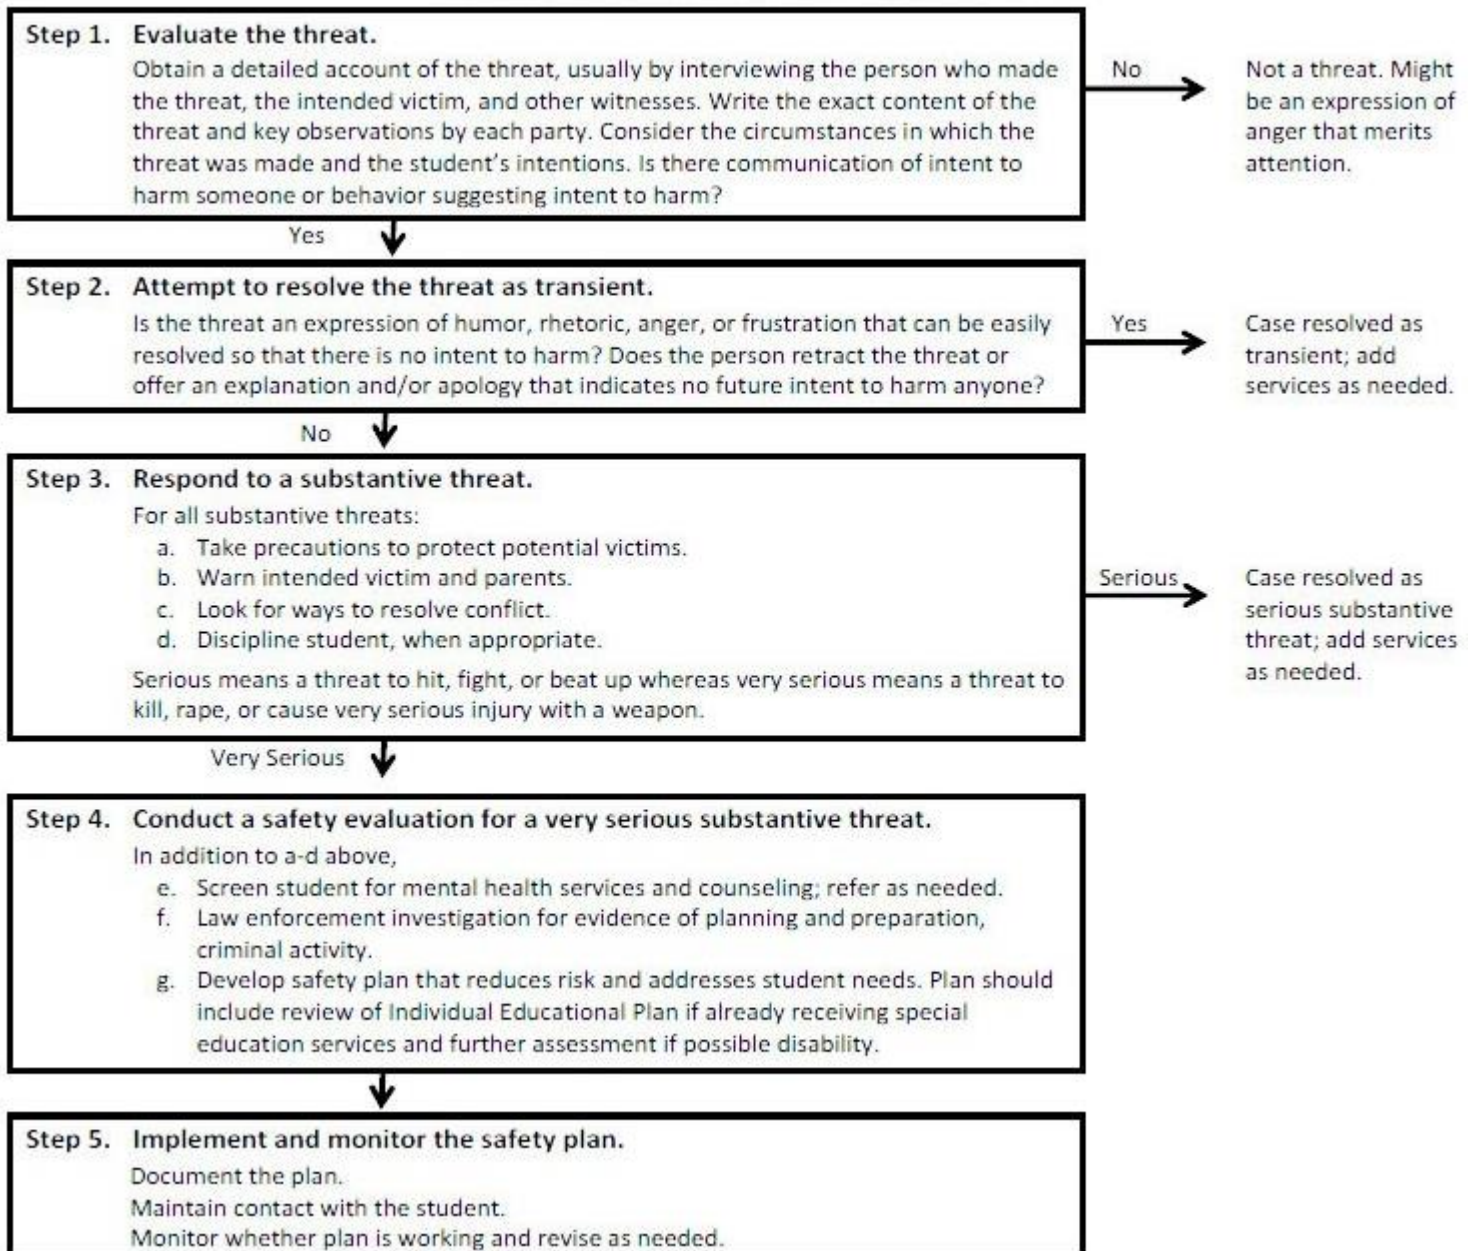 Step 1. Evaluate the threat.
Obtain a detailed account of the threat, usually by interviewing the person who made
the threat, the intended victim, and other witnesses. Write the exact content of the
threat and key observations by each party. Consider the circumstances in which the
threat was made and the student's intentions. Is there communication of intent to
harm someone or behavior suggesting intent to harm?
No
Not a threat. Might
be an expression of
anger that merits
attention.
Yes
Step 2. Attempt to resolve the threat as transient.
Is the threat an expression of humor, rhetoric, anger, or frustration that can be easily
resolved so that there is no intent to harm? Does the person retract the threat or
offer an explanation and/or apology that indicates no future intent to harm anyone?
Yes
Case resolved as
transient; add
services as needed.
No
Step 3. Respond to a substantive threat.
For all substantive threats:
a. Take precautions to protect potential victims.
b. Warn intended victim and parents.
c. Look for ways to resolve conflict.
d. Discipline student, when appropriate.
Serious means a threat to hit, fight, or beat up whereas very serious means a threat to
kill, rape, or cause very serious injury with a weapon.
Serious
Case resolved as
serious substantive
threat; add services
as needed.
Very Serious
Step 4. Conduct a safety evaluation for a very serious substantive threat.
In addition to a-d above,
e. Screen student for mental health services and counseling; refer as needed.
f. Law enforcement investigation for evidence of planning and preparation,
criminal activity.
g. Develop safety plan that reduces risk and addresses student needs. Plan should
include review of Individual Educational Plan if already receiving special
education services and further assessment if possible disability.
Step 5. Implement and monitor the safety plan.
Document the plan.
Maintain contact with the student.
Monitor whether plan is working and revise as needed.